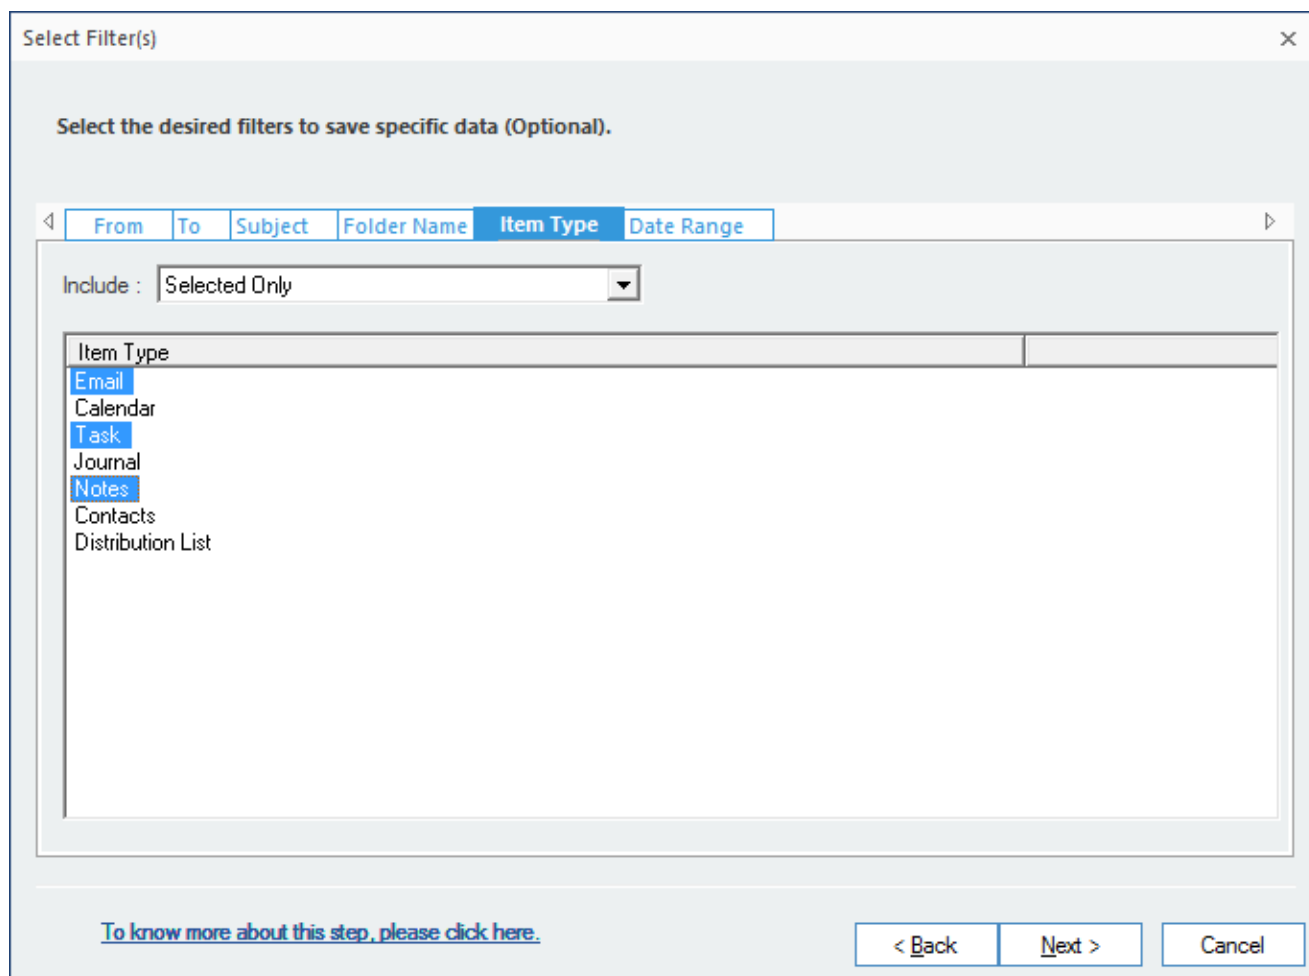 Select Filter(s)
Select the desired filters to save specific data (Optional).
From To Subject Folder Name Item Type Date Range
Include : Selected Only
Item Type
Email
Calendar
Task
Journal
Notes
Contacts
Distribution List
To know more about this step, please click here.
< Back Next > Cancel